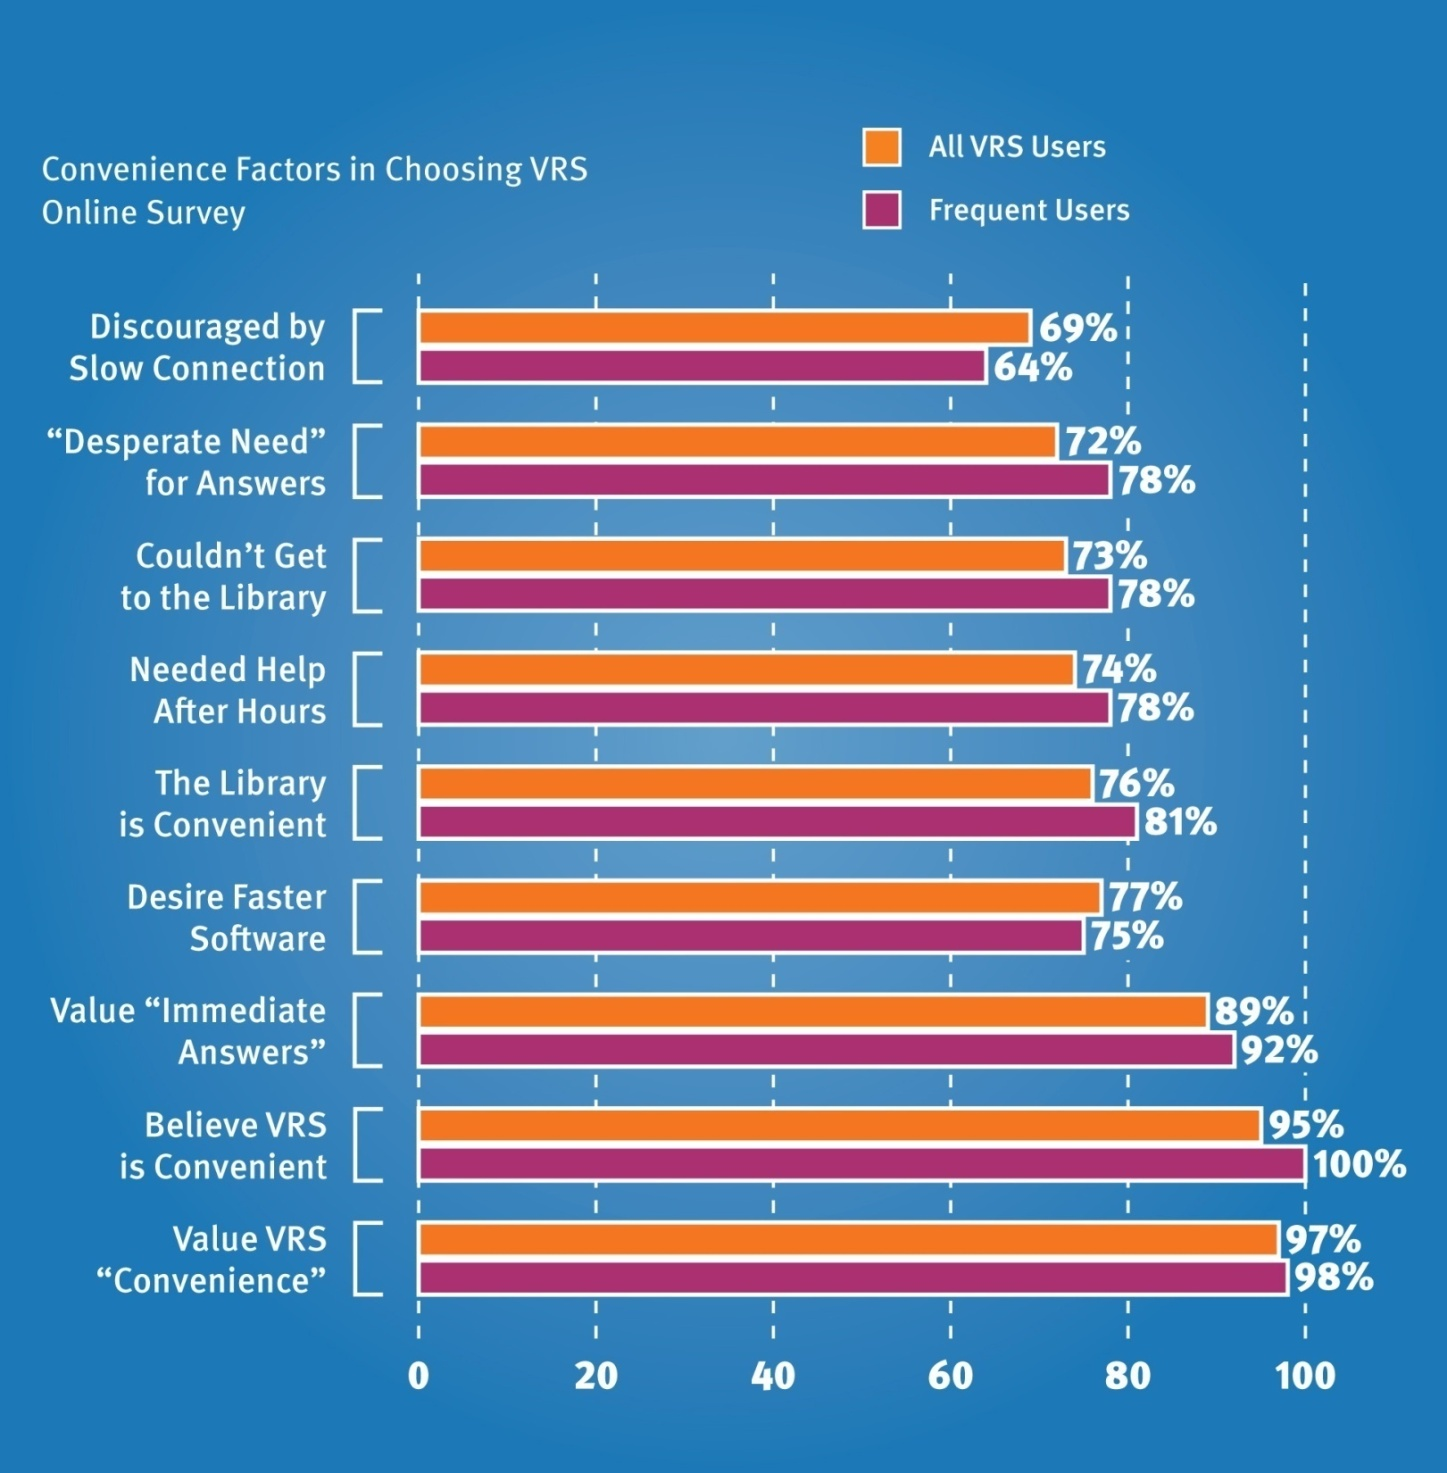 Convenience Factors in Choosing VRS
Online Survey
All VRS Users
Frequent Users
Discouraged by
Slow Connection
69%
64%
“Desperate Need”
for Answers
72%
78%
Couldn’t Get
to the Library
73%
78%
Needed Help
After Hours
74%
78%
The Library
is Convenient
76%
81%
Desire Faster
Software
77%
75%
Value “Immediate
Answers”
89%
92%
Believe VRS
is Convenient
95%
100%
Value VRS
“Convenience”
97%
98%
0 20 40 60 80 100